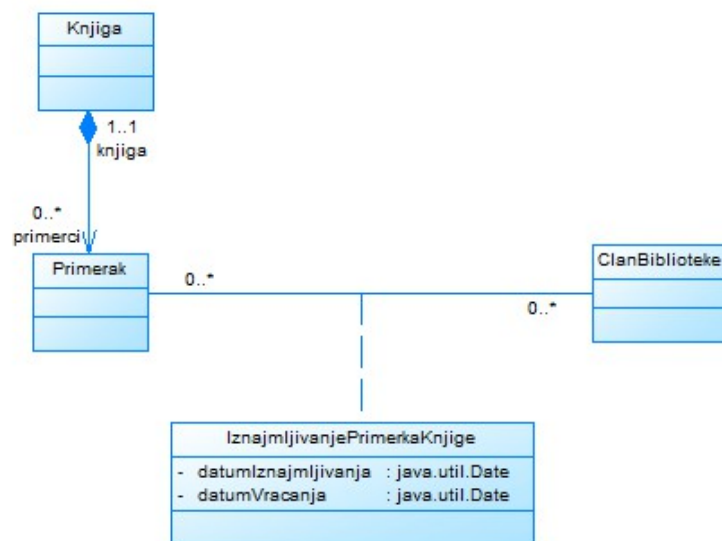 Knjiga
1..1
knjiga
0..*
primerci
Primerak
0..*
ClanBiblioteke
0..*
IznajmljivanjePrimerkaKnjige
- datumIznajmljivanja : java.util.Date
- datumVracanja : java.util.Date